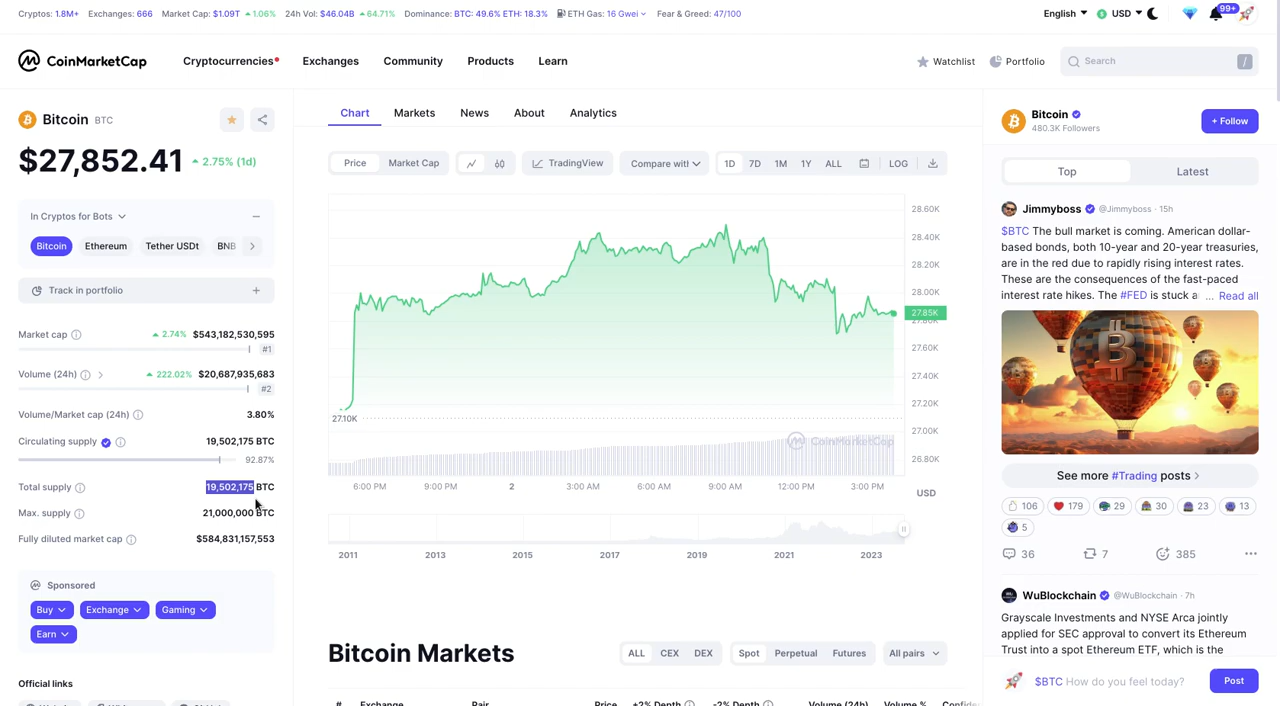 Cryptos: 1.8M+ Exchanges: 666 Market Cap: $1.09T 1.06% 24h Vol: $46.04B 64.71% Dominance: BTC: 49.6% ETH: 18.3% ETH Gas: 16 Gwei Fear & Greed: 47/100
English USD 99+
CoinMarketCap Cryptocurrencies Exchanges Community Products Learn Watchlist Portfolio Search /
Bitcoin BTC
$27,852.41 2.75% (1d)
In Cryptos for Bots
Bitcoin Ethereum Tether USDt BNB
Track in portfolio +
Market cap 2.74% $543,182,530,595
#1
Volume (24h) 222.02% $20,687,935,683
#2
Volume/Market cap (24h) 3.80%
Circulating supply 19,502,175 BTC
92.87%
Total supply 19,502,175 BTC
Max. supply 21,000,000 BTC
Fully diluted market cap $584,831,157,553
Sponsored
Buy Exchange Gaming
Earn
Official links
Chart Markets News About Analytics
Price Market Cap TradingView Compare with 1D 7D 1M 1Y ALL LOG
28.60K
28.40K
28.20K
28.00K
27.85K
27.60K
27.40K
27.20K
27.10K
27.00K
CoinMarketCap
26.80K
6:00 PM 9:00 PM 2 3:00 AM 6:00 AM 9:00 AM 12:00 PM 3:00 PM USD
2011 2013 2015 2017 2019 2021 2023
Bitcoin Markets ALL CEX DEX Spot Perpetual Futures All pairs
# Exchange Pair Price +2% Depth -2% Depth Volume (24h) Volume %
Bitcoin
480.3K Followers
+ Follow
Top Latest
Jimmyboss @Jimmyboss · 15h
$BTC The bull market is coming. American dollar-
based bonds, both 10-year and 20-year treasuries,
are in the red due to rapidly rising interest rates.
These are the consequences of the fast-paced
interest rate hikes. The #FED is stuck a ... Read all
See more #Trading posts
106 179 29 30 23 13
5
36 7 385
WuBlockchain @WuBlockchain · 7h
Grayscale Investments and NYSE Arca jointly
applied for SEC approval to convert its Ethereum
Trust into a spot Ethereum ETF, which is the
$BTC How do you feel today? Post